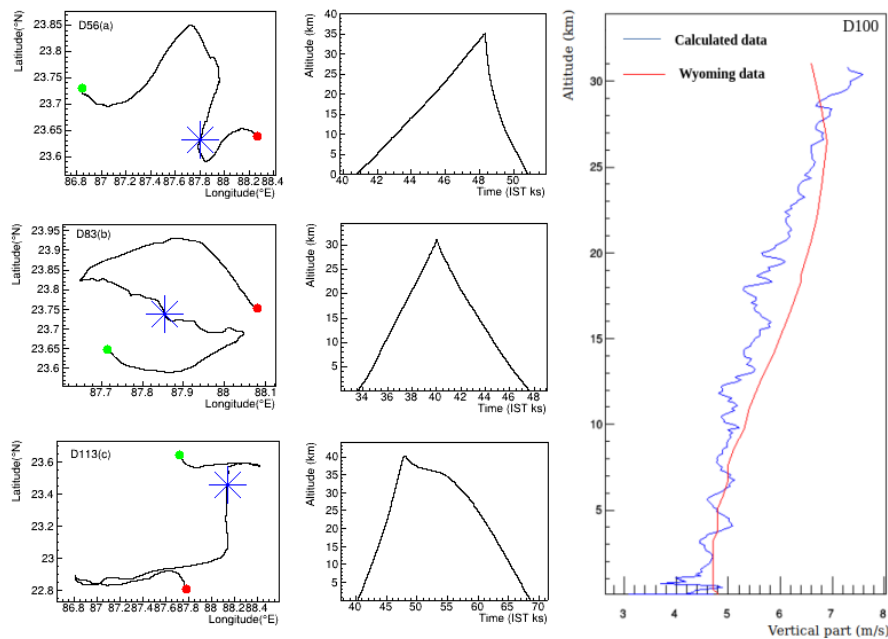 D56(a)
Latitude(°N)
23.85
23.8
23.75
23.7
23.65
23.6
86.8 87 87.2 87.4 87.6 87.8 88 88.2 88.4
Longitude(°E)
Altitude (km)
40
35
30
25
20
15
10
5
0
40 42 44 46 48 50
Time (IST ks)
D83(b)
Latitude(°N)
23.95
23.9
23.85
23.8
23.75
23.7
23.65
23.6
87.7 87.8 87.9 88 88.1
Longitude(°E)
Altitude (km)
30
25
20
15
10
5
34 36 38 40 42 44 46 48
Time (IST ks)
D113(c)
Latitude(°N)
23.6
23.4
23.2
23
22.8
86.8 87 87.287.487.687.8 88 88.288.4
Longitude(°E)
Altitude (km)
40
35
30
25
20
15
10
5
0
40 45 50 55 60 65 70
Time (IST ks)
D100
Calculated data
Wyoming data
Altitude (km)
30
25
20
15
10
5
3 4 5 6 7 8
Vertical part (m/s)